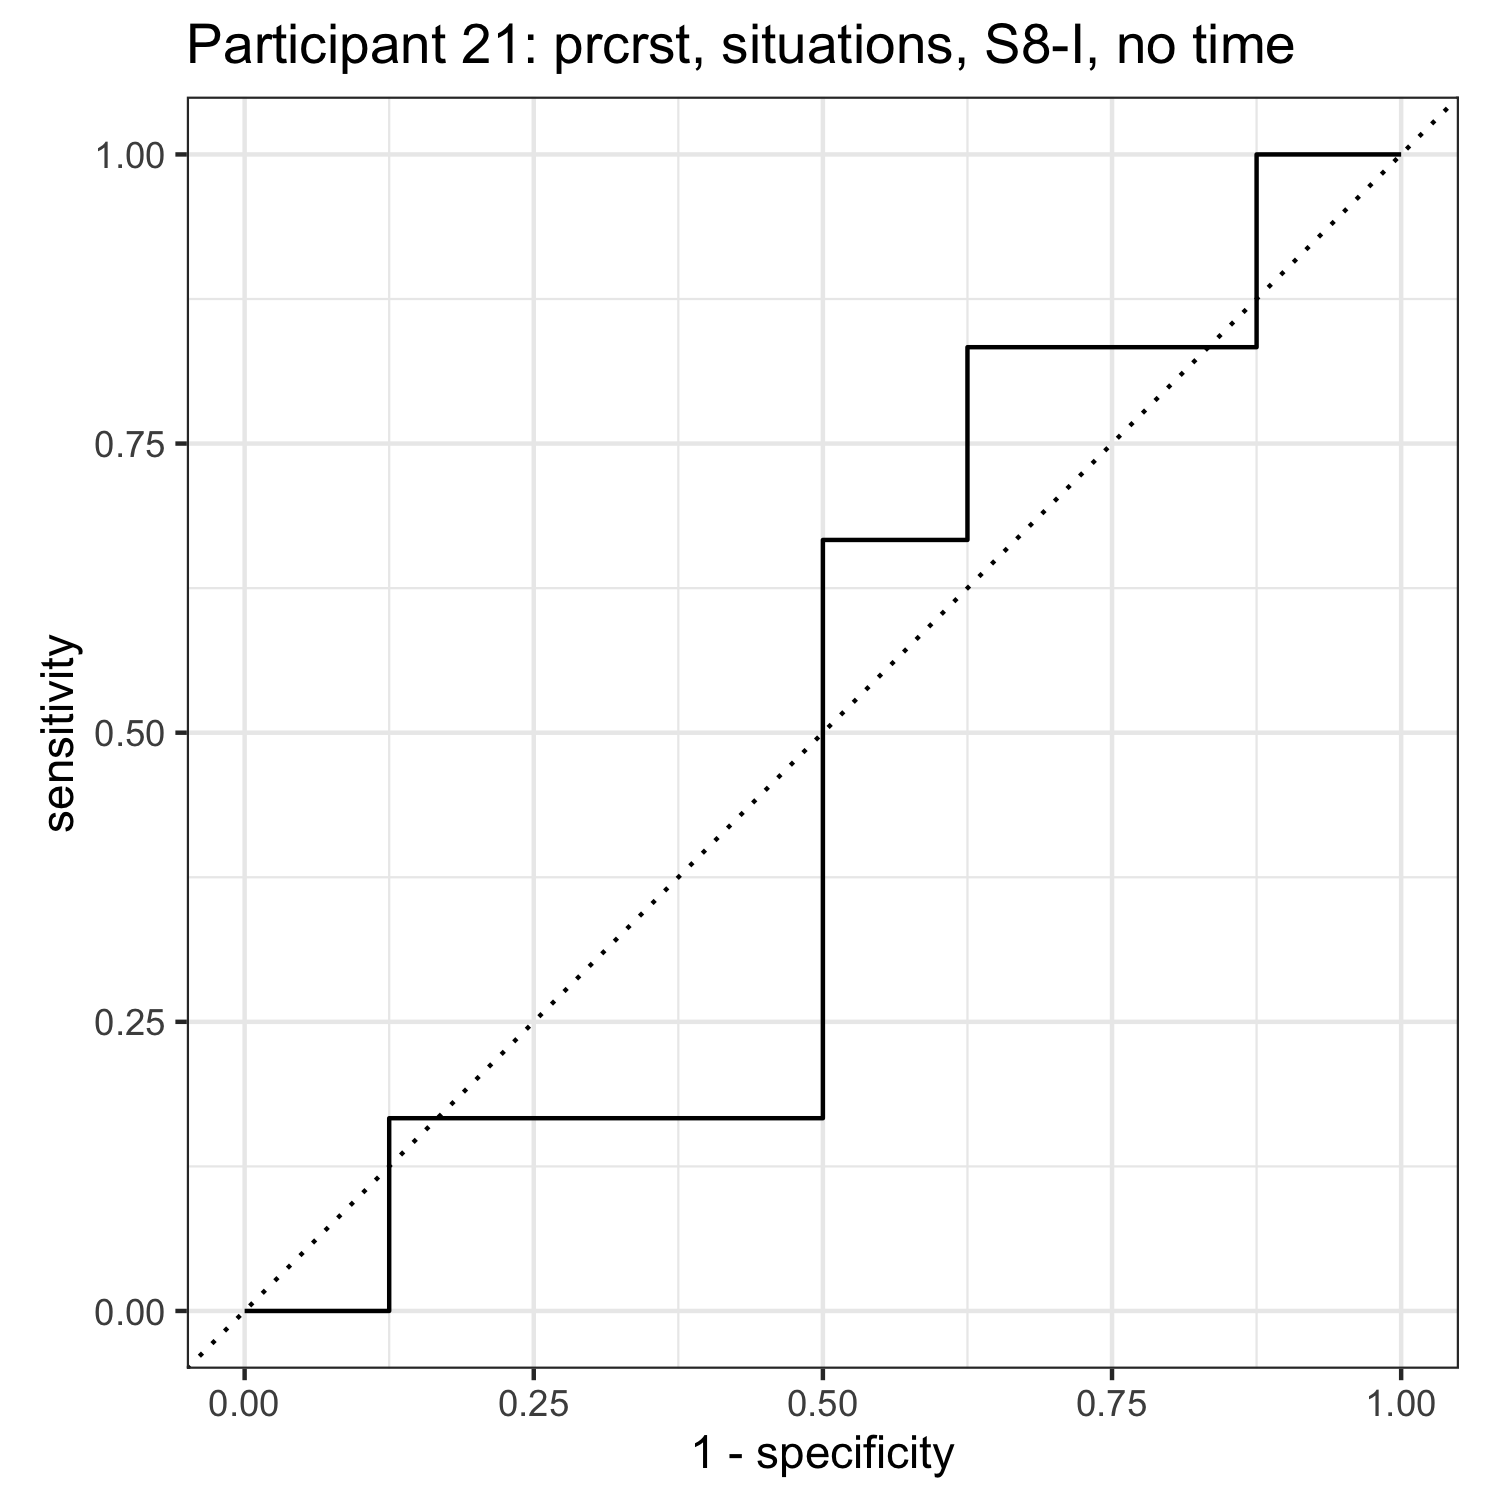 Participant 21: prcrst, situations, S8-I, no time
1.00
0.75
0.50
0.25
0.00
sensitivity
0.00 0.25 0.50 0.75 1.00
1 - specificity